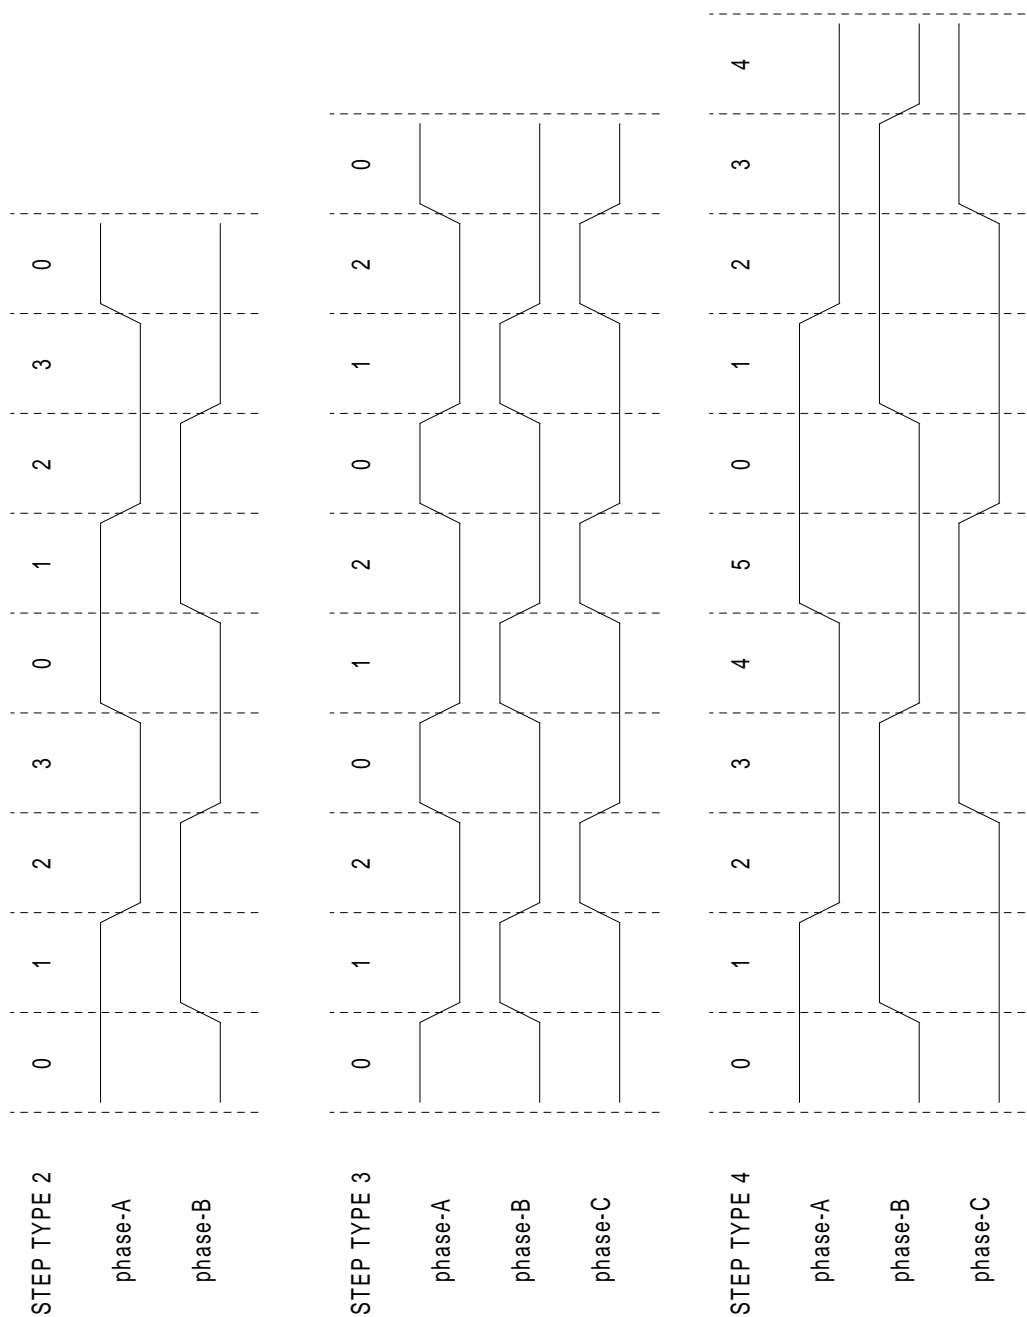 STEP TYPE 2
0 1 2 3 0 1 2 3 0
phase-A
phase-B
STEP TYPE 3
0 1 2 0 1 2 0 1 2 0
phase-A
phase-B
phase-C
STEP TYPE 4
0 1 2 3 4 5 0 1 2 3 4
phase-A
phase-B
phase-C